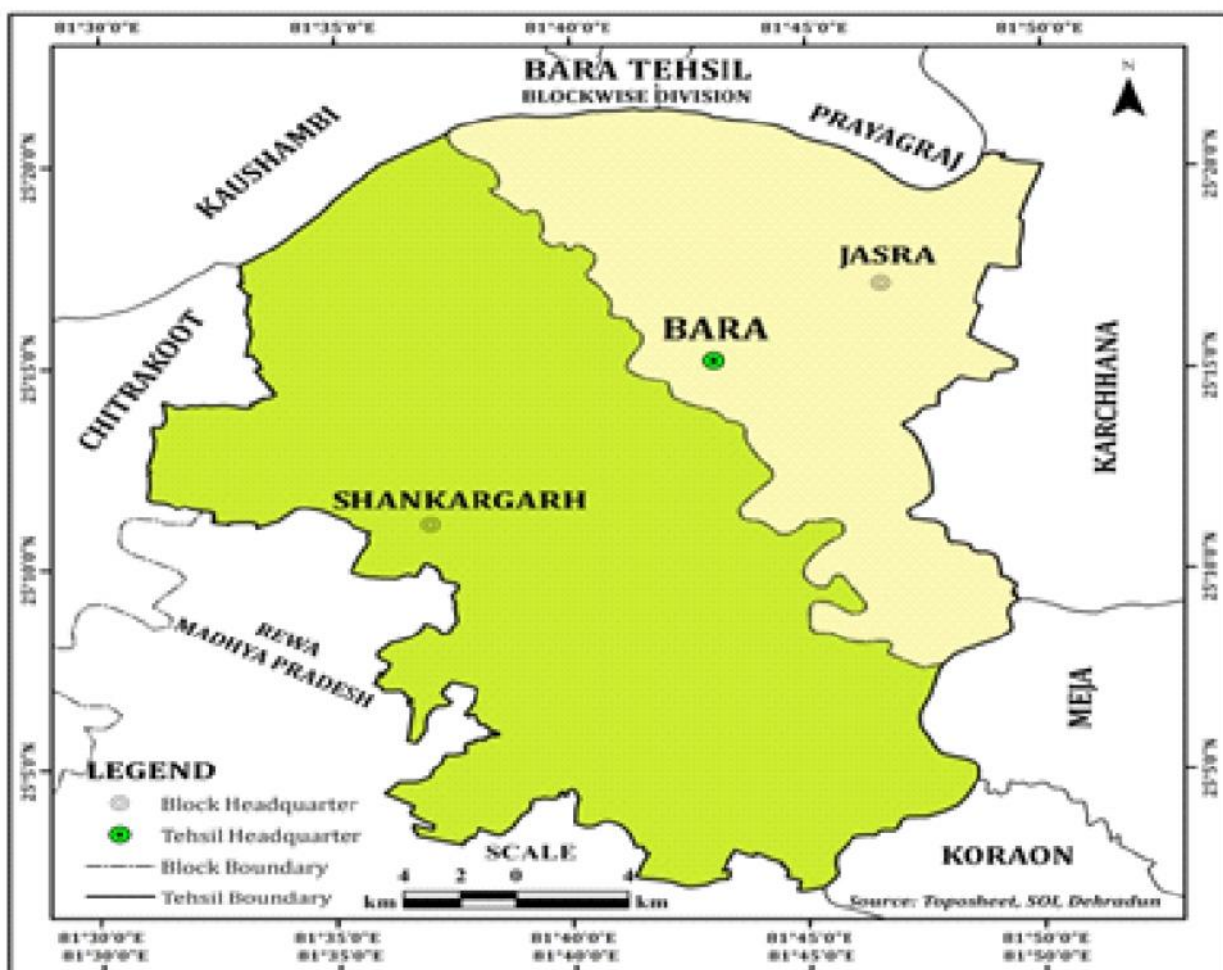 81°30'0"E 81°35'0"E 81°40'0"E 81°45'0"E 81°50'0"E
BARA TEHSIL
BLOCKWISE DIVISION
N
KAUSHAMBI
PRAYAGRAJ
25°20'0"N
25°20'0"N
JASRA
BARA
CHITRAKOOT
KARCHHANA
25°15'0"N
25°15'0"N
SHANKARGARH
25°10'0"N
25°10'0"N
REWA
MADHYA PRADESH
MEJA
25°5'0"N
25°50'0"N
LEGEND
Block Headquarter
Tehsil Headquarter
Block Boundary
Tehsil Boundary
SCALE
4 2 0 4
km km
KORAON
Source: Toposheet, SOI, Dehradun
81°30'0"E 81°35'0"E 81°40'0"E 81°45'0"E 81°50'0"E
81°30'0"E 81°35'0"E 81°40'0"E 81°45'0"E 81°50'0"E